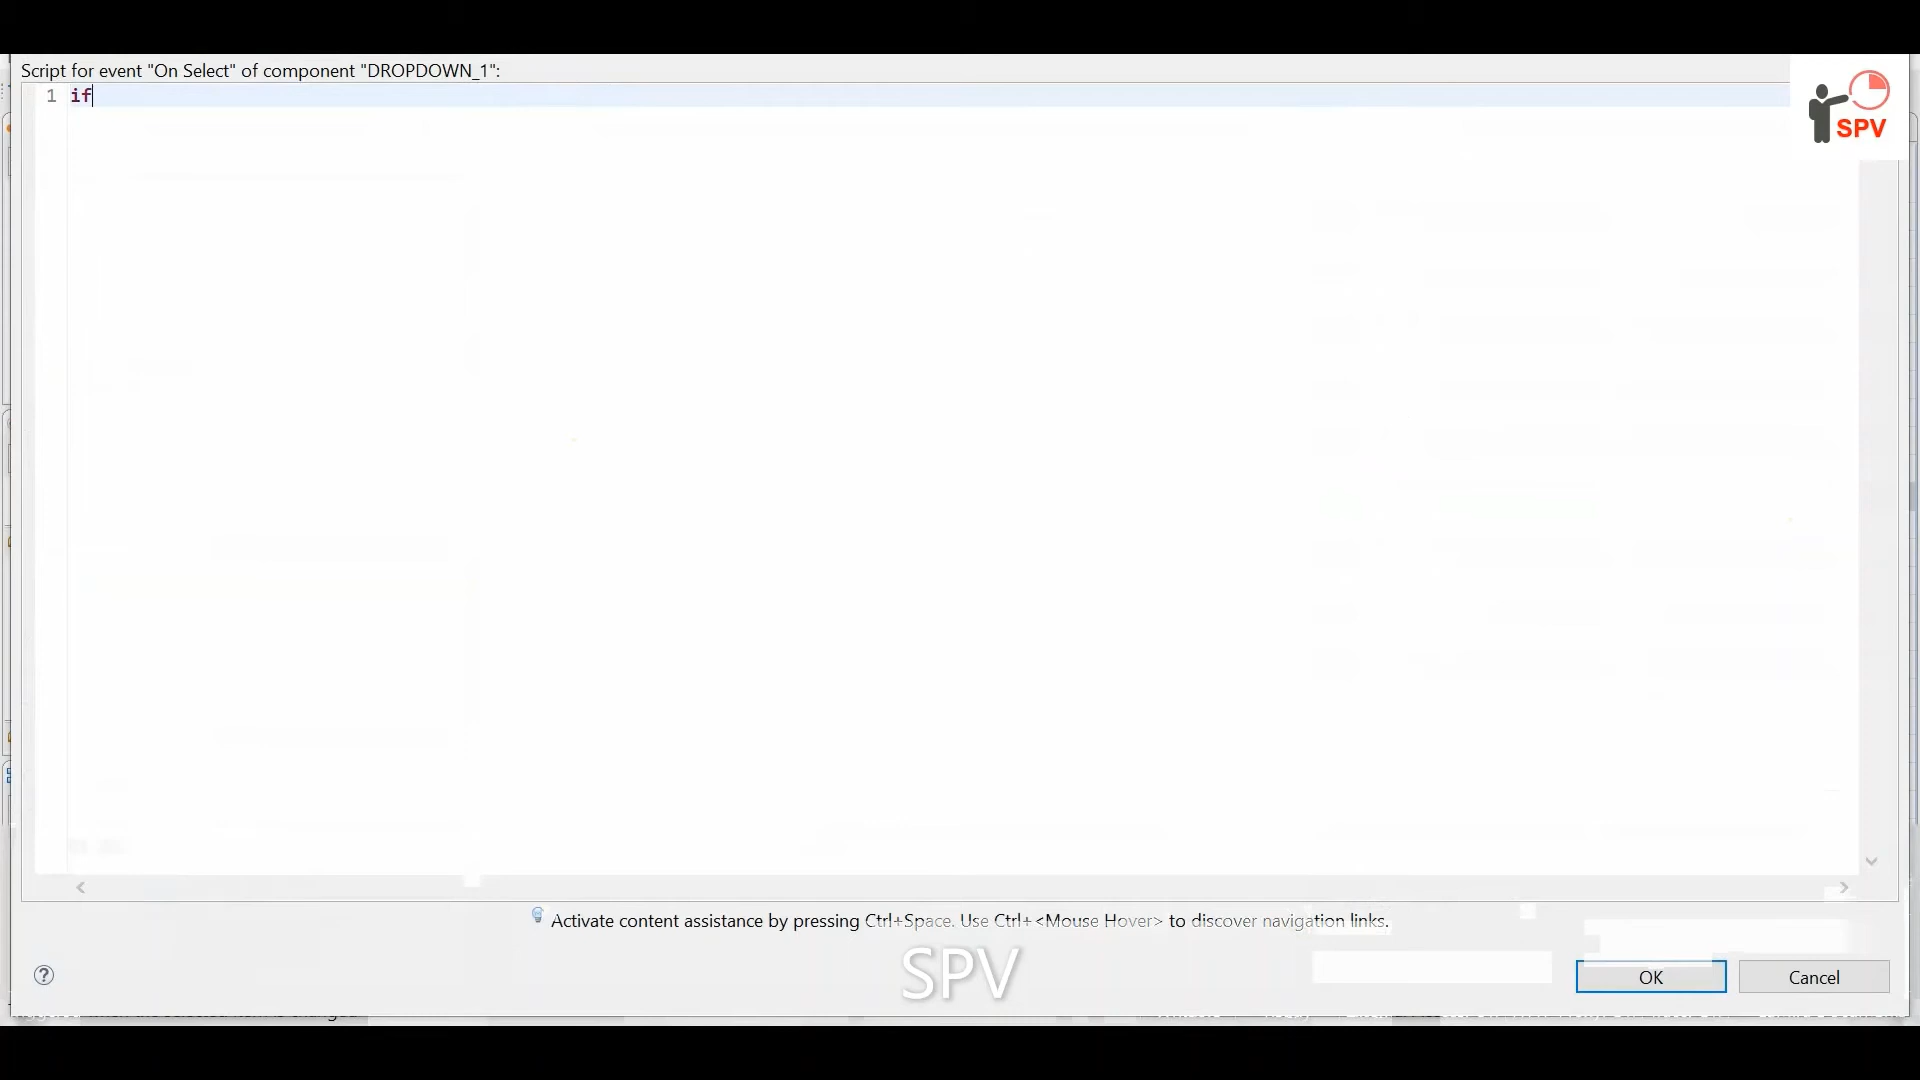 Script for event "On Select" of component "DROPDOWN_1":
1 if
SPV
Activate content assistance by pressing Ctrl+Space. Use Ctrl+<Mouse Hover> to discover navigation links.
SPV
OK
Cancel